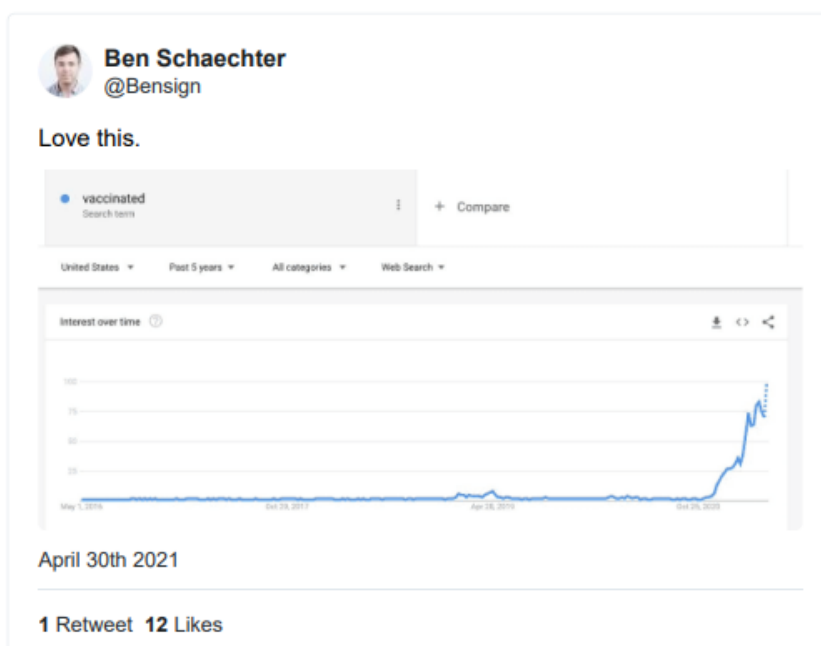 Ben Schaechter
@Bensign
Love this.
vaccinated
Search term
+ Compare
United States
Past 5 years
All categories
Web Search
Interest over time
100
75
50
25
May 1, 2016
Oct 29, 2017
Apr 28, 2019
Oct 25, 2020
April 30th 2021
1 Retweet 12 Likes